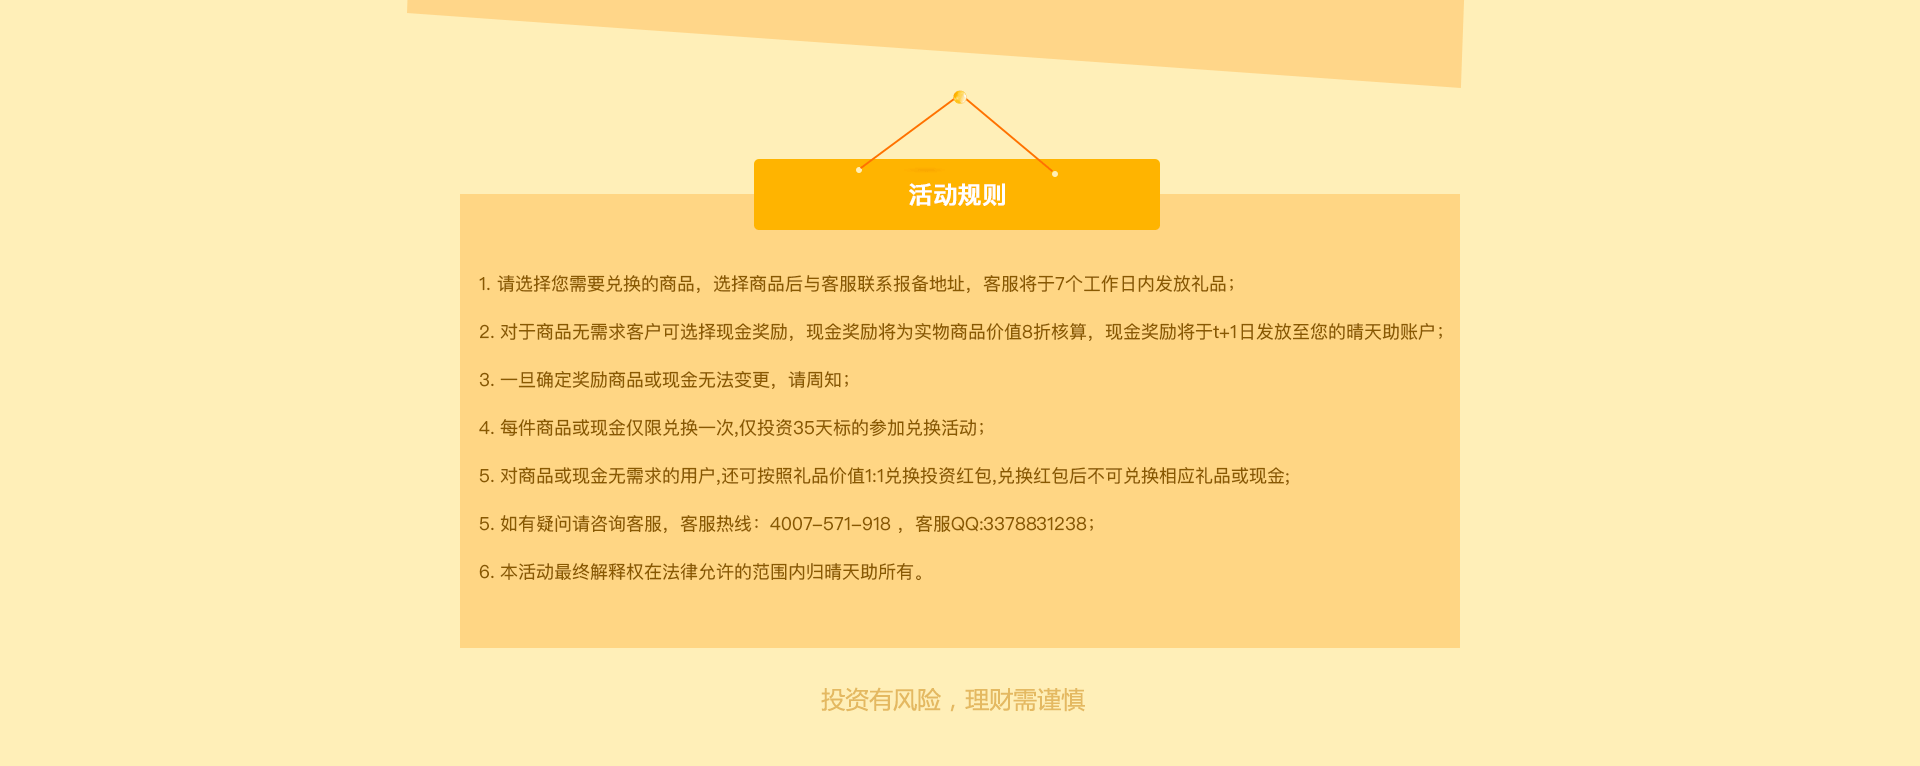 活动规则
1. 请选择您需要兑换的商品，选择商品后与客服联系报备地址，客服将于7个工作日内发放礼品；
2. 对于商品无需求客户可选择现金奖励，现金奖励将为实物商品价值8折核算，现金奖励将于t+1日发放至您的晴天助账户；
3. 一旦确定奖励商品或现金无法变更，请周知；
4. 每件商品或现金仅限兑换一次,仅投资35天标的参加兑换活动；
5. 对商品或现金无需求的用户,还可按照礼品价值1:1兑换投资红包,兑换红包后不可兑换相应礼品或现金;
5. 如有疑问请咨询客服，客服热线：4007–571–918 ，客服QQ:3378831238；
6. 本活动最终解释权在法律允许的范围内归晴天助所有。
投资有风险，理财需谨慎